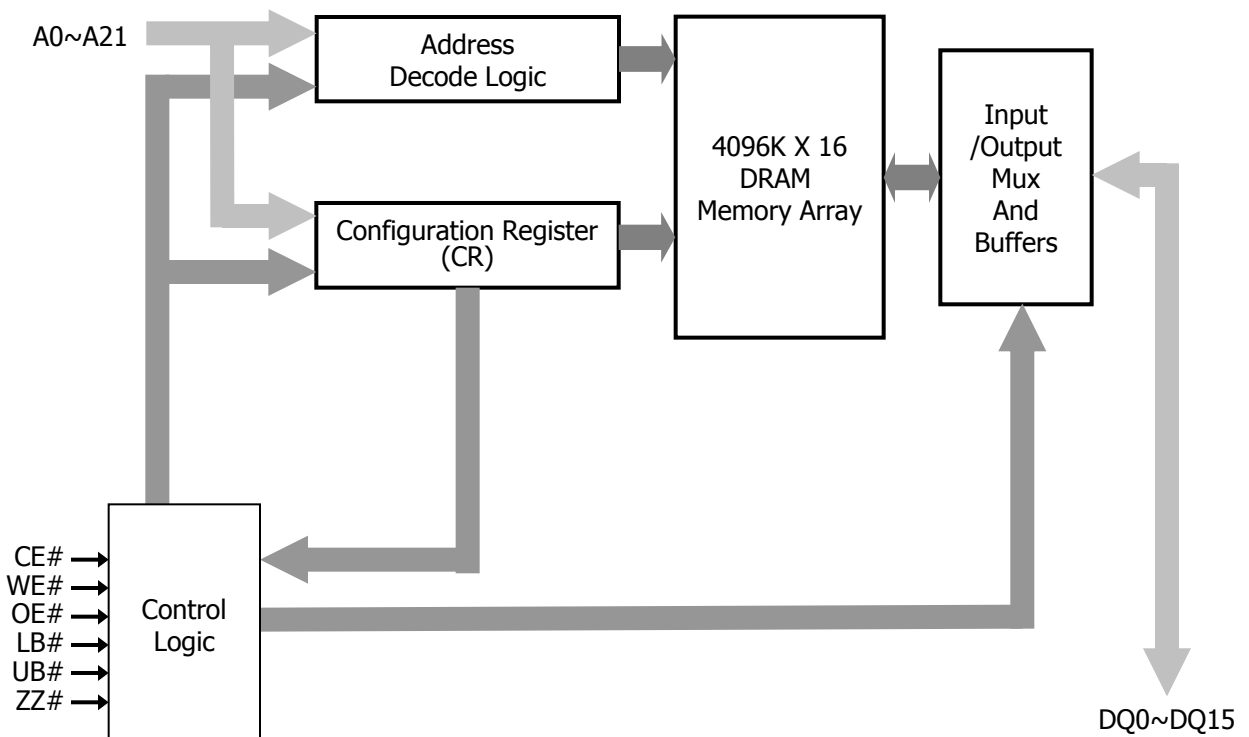 A0~A21
Address
Decode Logic
Configuration Register
(CR)
4096K X 16
DRAM
Memory Array
Input
/Output
Mux
And
Buffers
CE#
WE#
OE#
LB#
UB#
ZZ#
Control
Logic
DQ0~DQ15